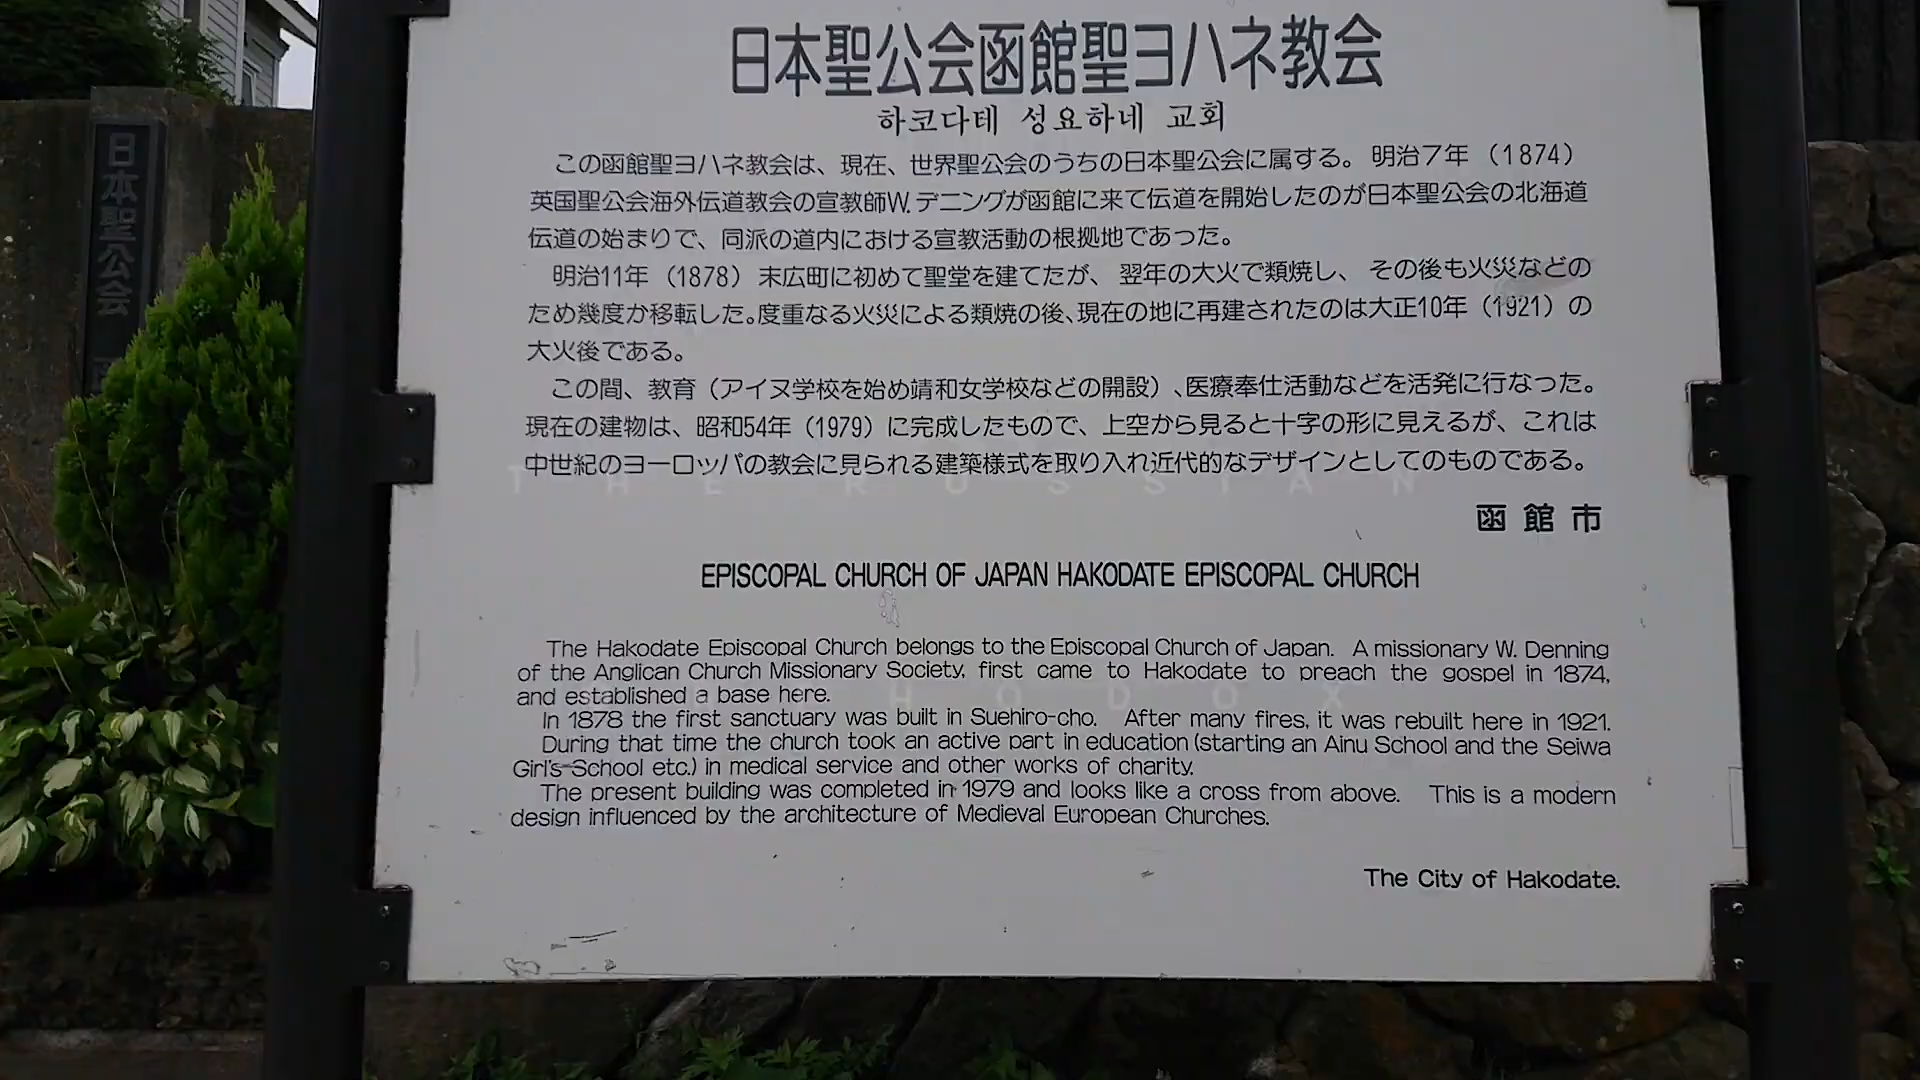 日本聖公会函館聖ヨハネ教会
하코다테 성요하네 교회
この函館聖ヨハネ教会は、現在、世界聖公会のうちの日本聖公会に属する。明治7年（1874）
英国聖公会海外伝道教会の宣教師W.デニングが函館に来て伝道を開始したのが日本聖公会の北海道
伝道の始まりで、同派の道内における宣教活動の根拠地であった。
明治11年（1878）末広町に初めて聖堂を建てたが、翌年の大火で類焼し、その後も火災などの
ため幾度か移転した。度重なる火災による類焼の後、現在の地に再建されたのは大正10年（1921）の
大火後である。
この間、教育（アイヌ学校を始め靖和女学校などの開設）、医療奉仕活動などを活発に行なった。
現在の建物は、昭和54年（1979）に完成したもので、上空から見ると十字の形に見えるが、これは
中世紀のヨーロッパの教会に見られる建築様式を取り入れ近代的なデザインとしてのものである。
THE RUSSIAN
函館市
EPISCOPAL CHURCH OF JAPAN HAKODATE EPISCOPAL CHURCH
The Hakodate Episcopal Church belongs to the Episcopal Church of Japan. A missionary W. Denning
of the Anglican Church Missionary Society, first came to Hakodate to preach the gospel in 1874,
and established a base here.
In 1878 the first sanctuary was built in Suehiro-cho. After many fires, it was rebuilt here in 1921.
During that time the church took an active part in education (starting an Ainu School and the Seiwa
Girl's School etc.) in medical service and other works of charity.
The present building was completed in 1979 and looks like a cross from above. This is a modern
design influenced by the architecture of Medieval European Churches.
The City of Hakodate.
日本聖公会